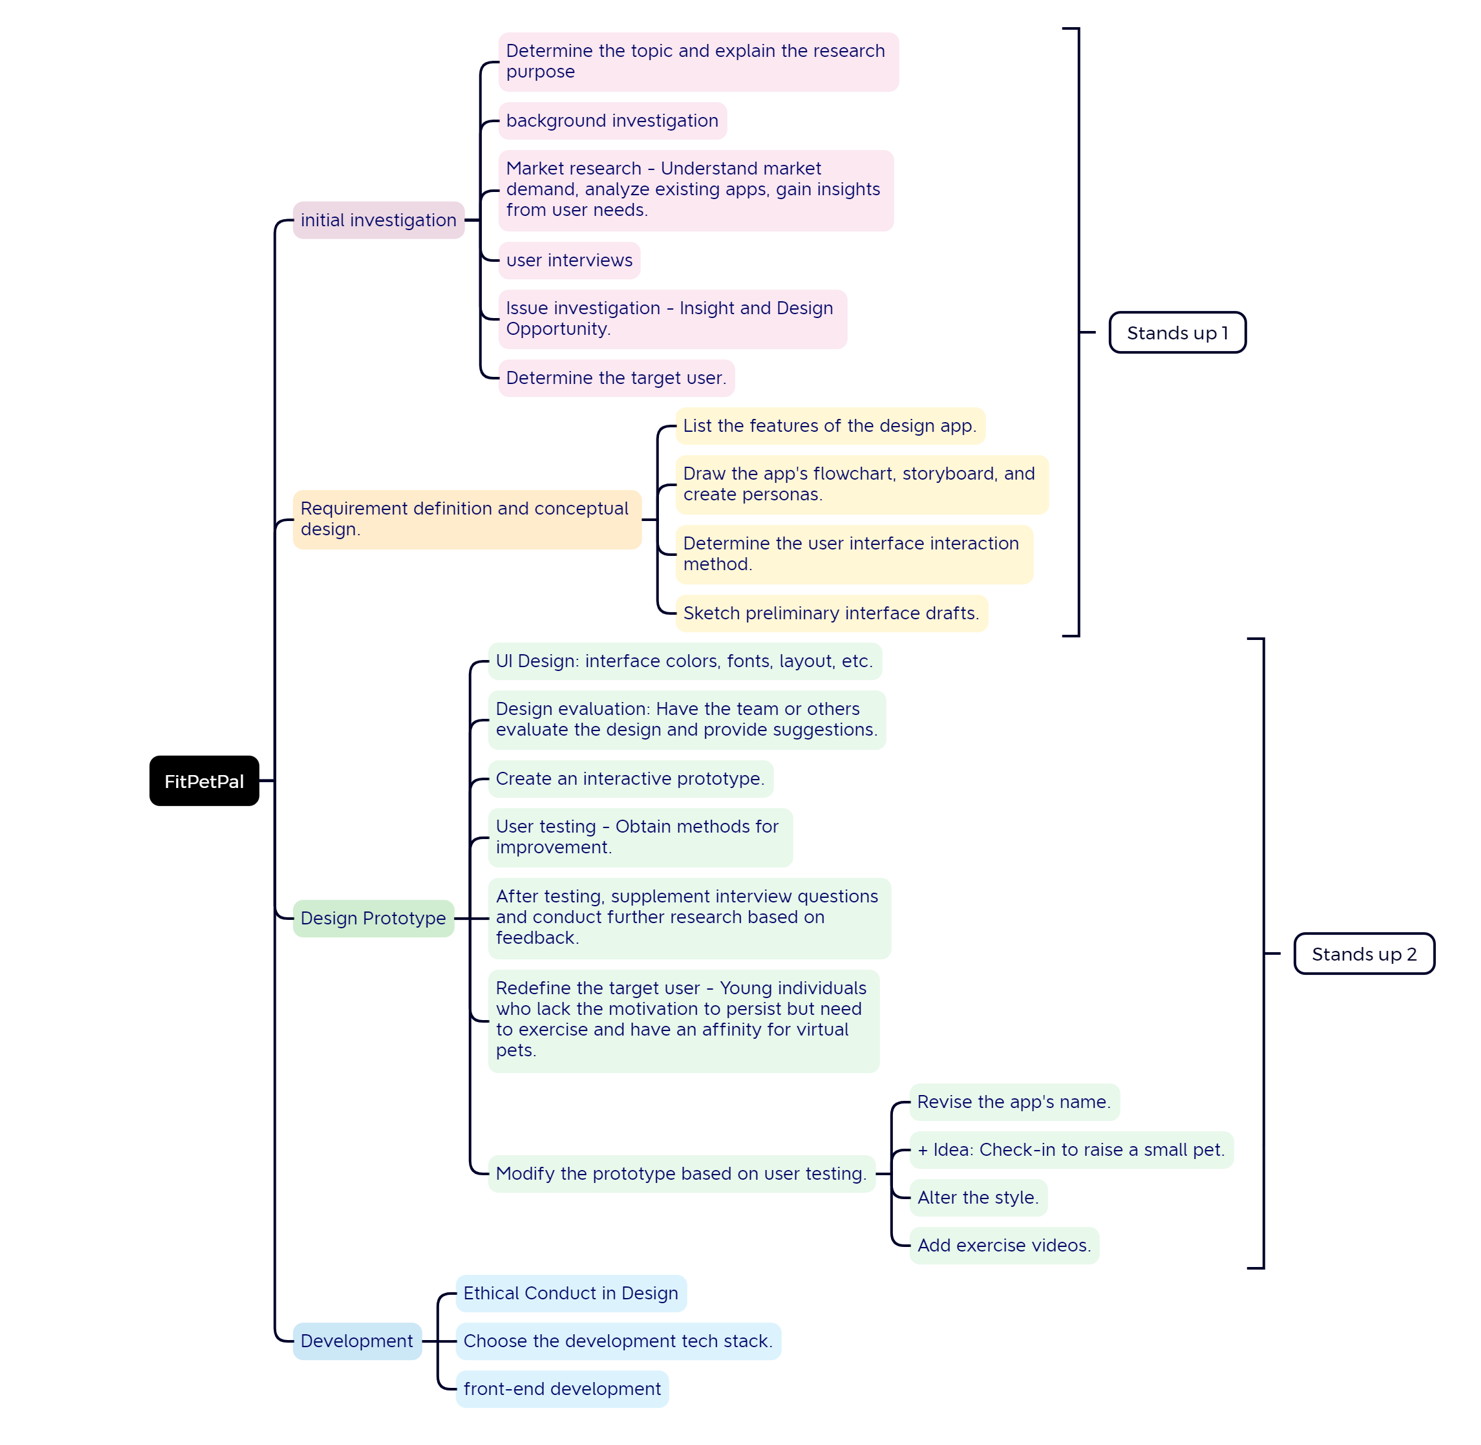 Determine the topic and explain the research
purpose
background investigation
Market research - Understand market
demand, analyze existing apps, gain insights
from user needs.
initial investigation
user interviews
Issue investigation - Insight and Design
Opportunity.
Stands up 1
Determine the target user.
List the features of the design app.
Draw the app's flowchart, storyboard, and
create personas.
Requirement definition and conceptual
design.
Determine the user interface interaction
method.
Sketch preliminary interface drafts.
UI Design: interface colors, fonts, layout, etc.
Design evaluation: Have the team or others
evaluate the design and provide suggestions.
FitPetPal
Create an interactive prototype.
User testing - Obtain methods for
improvement.
Design Prototype
After testing, supplement interview questions
and conduct further research based on
feedback.
Stands up 2
Redefine the target user - Young individuals
who lack the motivation to persist but need
to exercise and have an affinity for virtual
pets.
Modify the prototype based on user testing.
Revise the app's name.
+ Idea: Check-in to raise a small pet.
Alter the style.
Add exercise videos.
Development
Ethical Conduct in Design
Choose the development tech stack.
front-end development